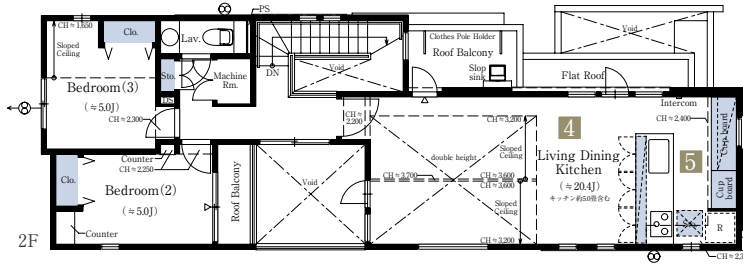 CH≒1,650
Clo.
Sloped
Ceiling
Lav.
PS
Sto.
Machine
Rm.
DN
Void
Bedroom(3)
(≒5.0J)
DS
CH≒2,300
Counter
CH≒2,250
Clo.
Bedroom(2)
(≒5.0J)
Counter
2F
Roof Balcony
Void
Clothes Pole Holder
Roof Balcony
Slop
sink
Void
Flat Roof
CH≒
2,200
CH≒3,200
Sloped
Ceiling
double height
CH≒3,700
CH≒3,600
CH≒3,600
Sloped
Ceiling
CH≒3,200
4
Living Dining
Kitchen
(≒20.4J)
キッチン約5.0畳含む
Intercom
CH≒2,400
5
Cup board
Cup
board
R